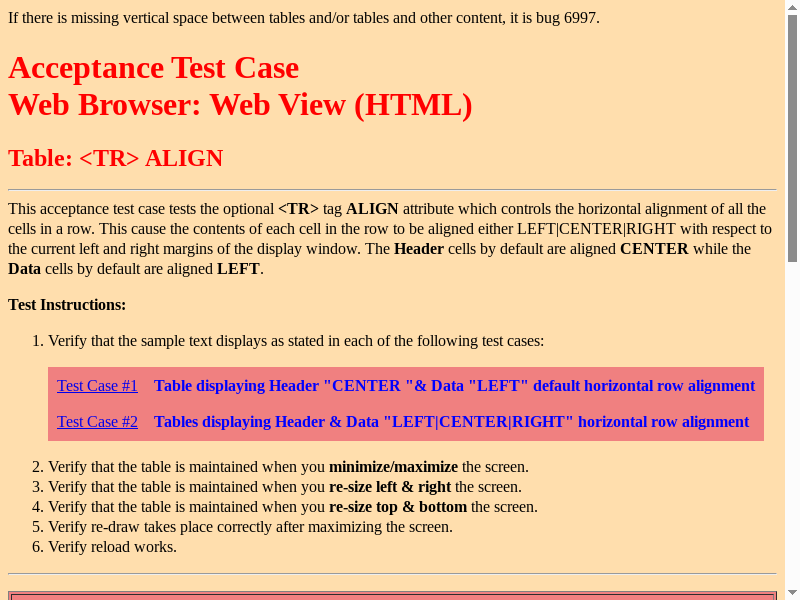 If there is missing vertical space between tables and/or tables and other content, it is bug 6997.
Acceptance Test Case
Web Browser: Web View (HTML)
Table: <TR> ALIGN
This acceptance test case tests the optional <TR> tag ALIGN attribute which controls the horizontal alignment of all the
cells in a row. This cause the contents of each cell in the row to be aligned either LEFT|CENTER|RIGHT with respect to
the current left and right margins of the display window. The Header cells by default are aligned CENTER while the
Data cells by default are aligned LEFT.
Test Instructions:
1. Verify that the sample text displays as stated in each of the following test cases:
Test Case #1 Table displaying Header "CENTER "& Data "LEFT" default horizontal row alignment
Test Case #2 Tables displaying Header & Data "LEFT|CENTER|RIGHT" horizontal row alignment
2. Verify that the table is maintained when you minimize/maximize the screen.
3. Verify that the table is maintained when you re-size left & right the screen.
4. Verify that the table is maintained when you re-size top & bottom the screen.
5. Verify re-draw takes place correctly after maximizing the screen.
6. Verify reload works.